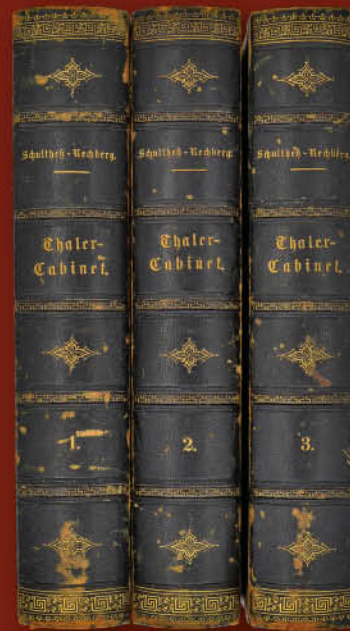 Schultheß-Rechberg.
Thaler-
Cabinet.
1.
Schultheß-Rechberg.
Thaler-
Cabinet.
2.
Schultheß-Rechberg.
Thaler-
Cabinet.
3.